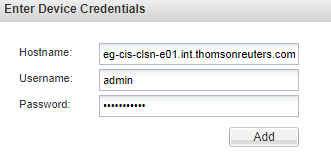 Enter Device Credentials
Hostname: eg-cis-clsn-e01.int.thomsonreuters.com
Username: admin
Password: •••••••••••
Add